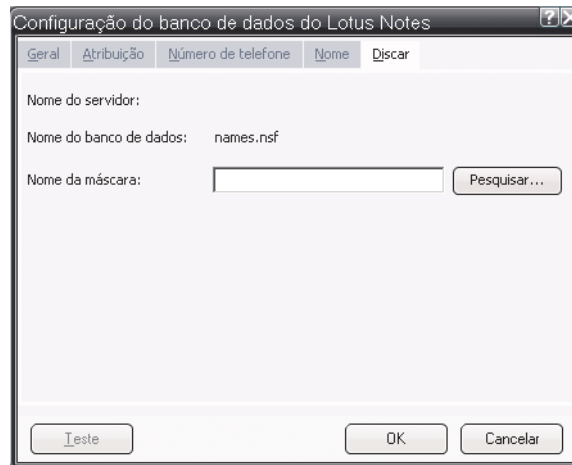 Configuração do banco de dados do Lotus Notes
Geral Atribuição Número de telefone Nome Discar
Nome do servidor:
Nome do banco de dados: names.nsf
Nome da máscara: Pesquisar...
Teste OK Cancelar